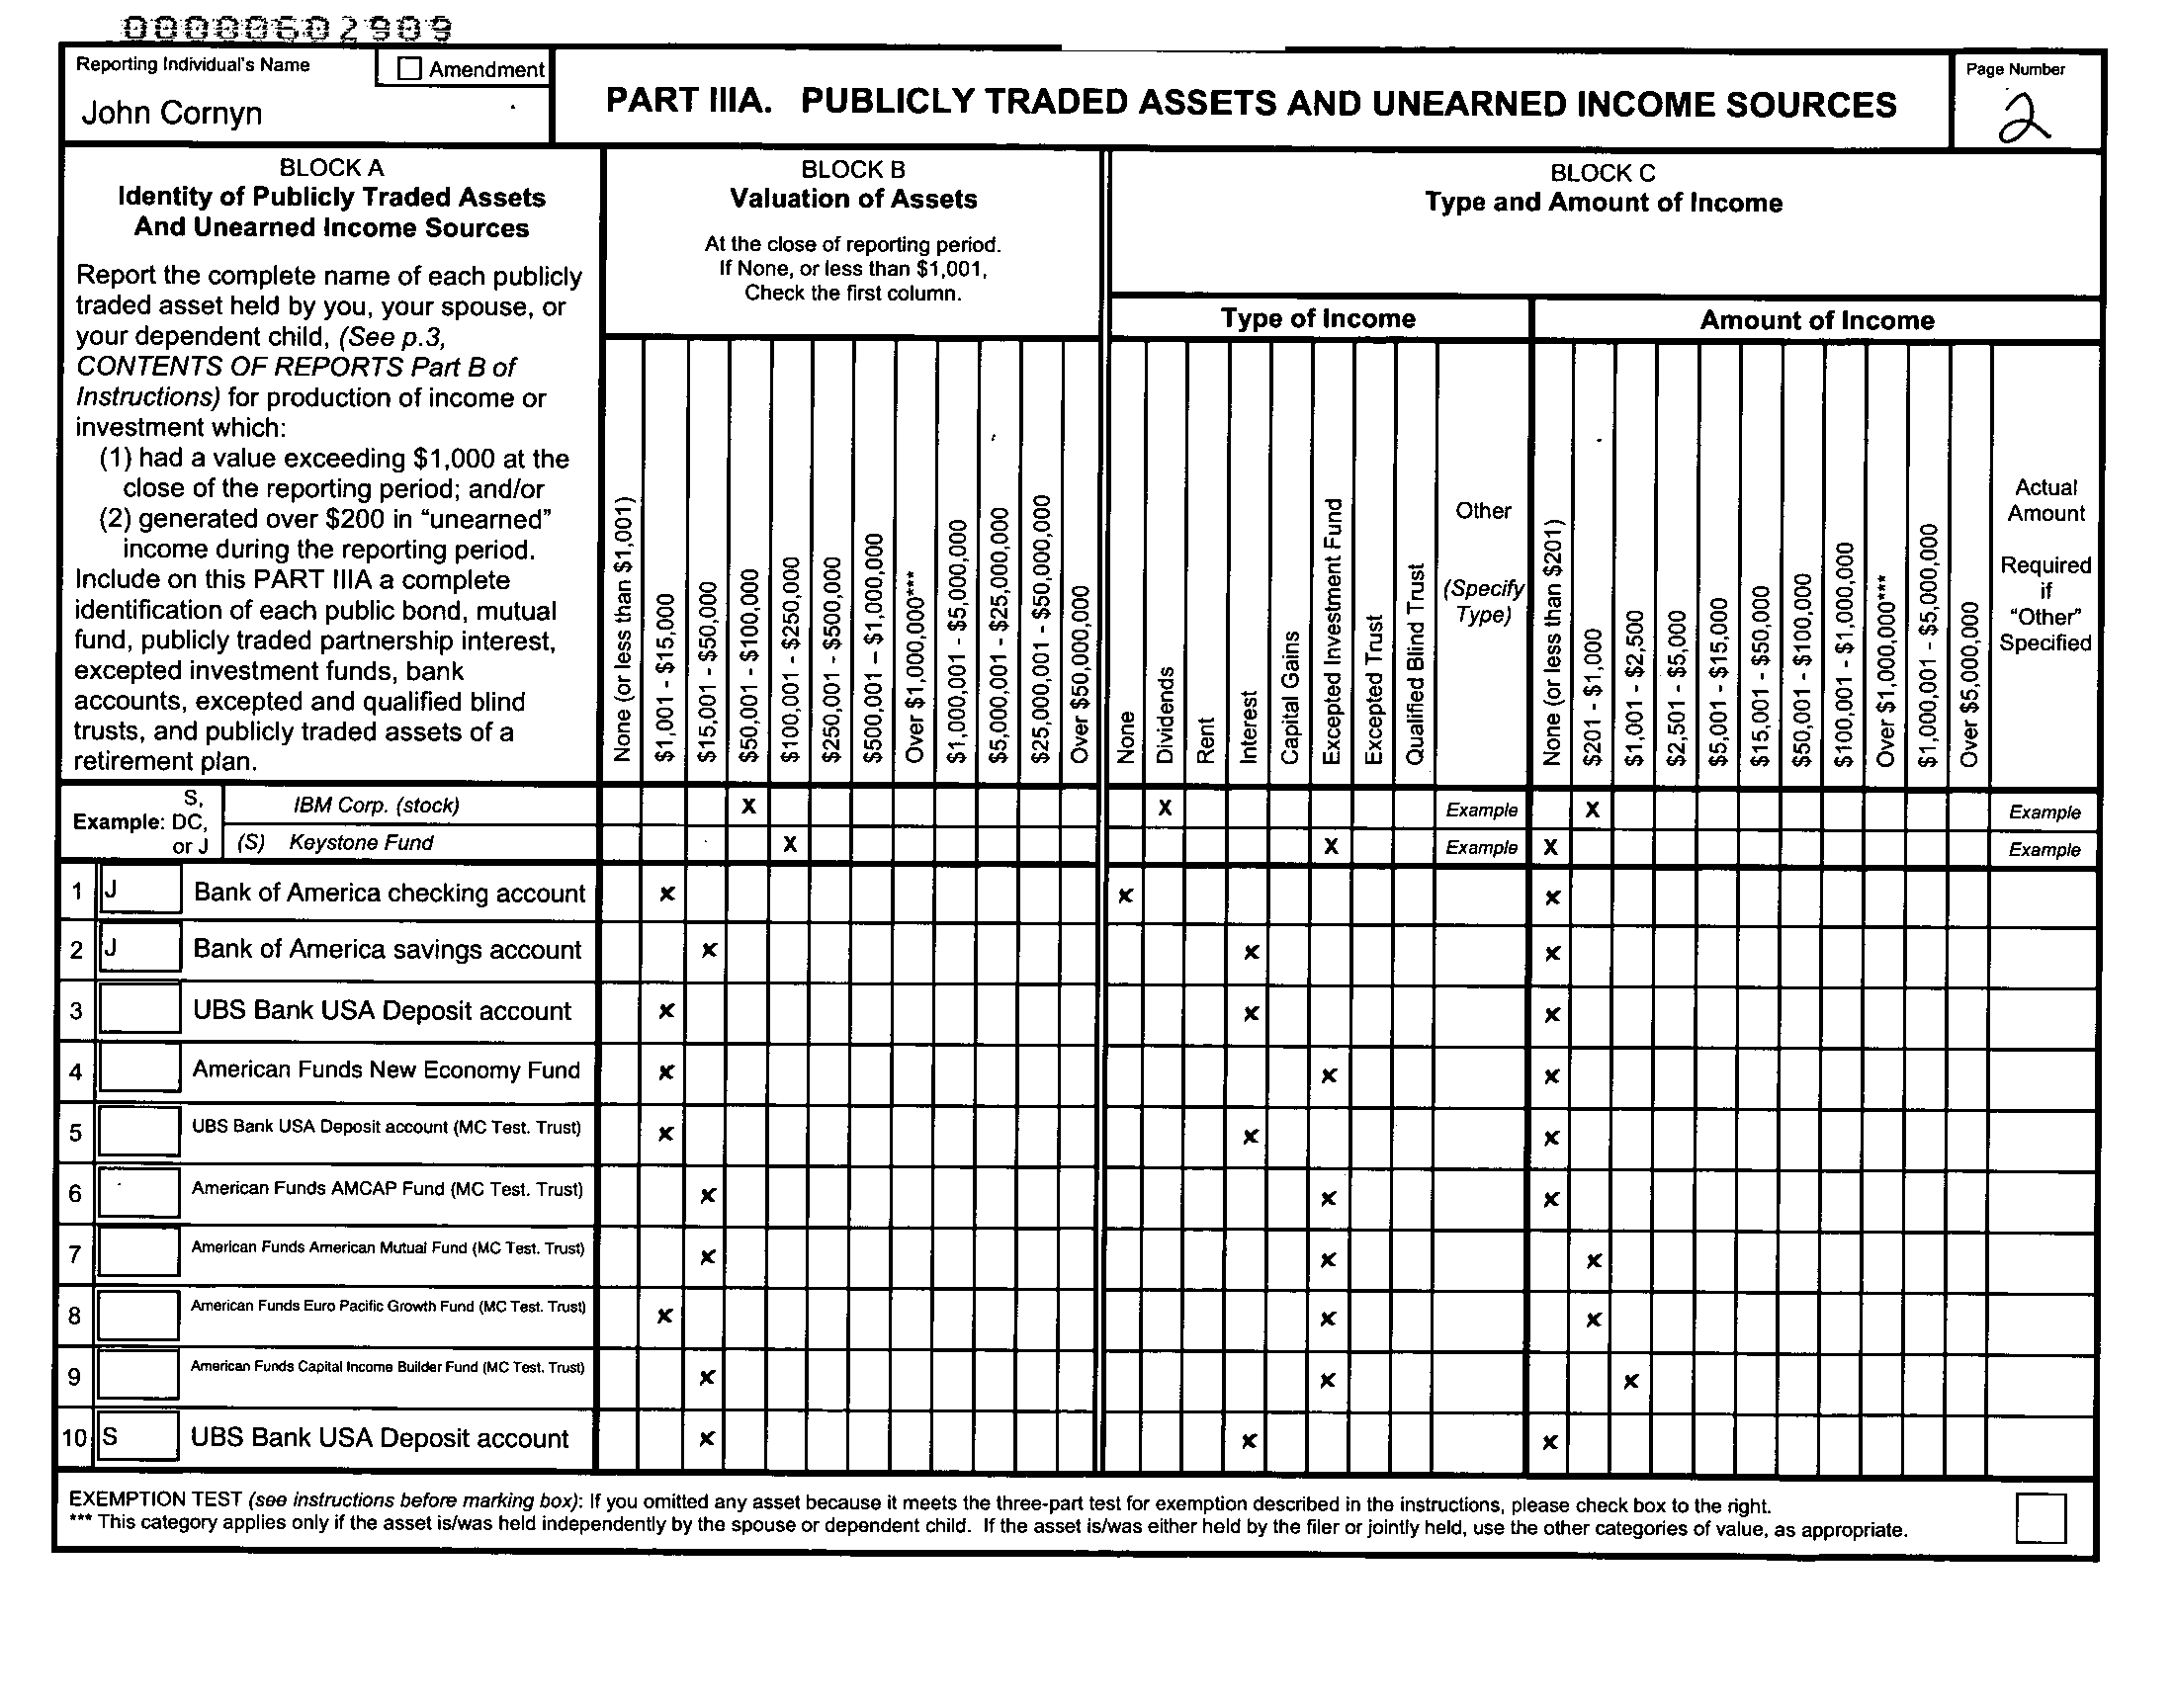 00000602909
Reporting Individual's Name
Amendment
John Cornyn
PART IIIA. PUBLICLY TRADED ASSETS AND UNEARNED INCOME SOURCES
Page Number
2
BLOCK A
Identity of Publicly Traded Assets
And Unearned Income Sources
Report the complete name of each publicly
traded asset held by you, your spouse, or
your dependent child, (See p.3,
CONTENTS OF REPORTS Part B of
Instructions) for production of income or
investment which:
(1) had a value exceeding $1,000 at the
close of the reporting period; and/or
(2) generated over $200 in "unearned"
income during the reporting period.
Include on this PART IIIA a complete
identification of each public bond, mutual
fund, publicly traded partnership interest,
excepted investment funds, bank
accounts, excepted and qualified blind
trusts, and publicly traded assets of a
retirement plan.
BLOCK B
Valuation of Assets
At the close of reporting period.
If None, or less than $1,001,
Check the first column.
None (or less than $1,001)
$1,001 - $15,000
$15,001 - $50,000
$50,001 - $100,000
$100,001 - $250,000
$250,001 - $500,000
$500,001 – $1,000,000
Over $1,000,000***
$1,000,001 - $5,000,000
$5,000,001 - $25,000,000
$25,000,001 - $50,000,000
Over $50,000,000
BLOCK C
Type and Amount of Income
Type of Income
None
Dividends
Rent
Interest
Capital Gains
Excepted Investment Fund
Excepted Trust
Qualified Blind Trust
Other
(Specify
Type)
Amount of Income
None (or less than $201)
$201 - $1,000
$1,001 - $2,500
$2,501 - $5,000
$5,001 - $15,000
$15,001 - $50,000
$50,001 - $100,000
$100,001 - $1,000,000
Over $1,000,000***
$1,000,001 - $5,000,000
Over $5,000,000
Actual
Amount
Required
if
"Other"
Specified
Example: S, DC, or J
IBM Corp. (stock) X X Example X Example
(S) Keystone Fund X X Example X Example
1 J Bank of America checking account x x x
2 J Bank of America savings account x x x
3 UBS Bank USA Deposit account x x x
4 American Funds New Economy Fund x x x
5 UBS Bank USA Deposit account (MC Test. Trust) x x x
6 American Funds AMCAP Fund (MC Test. Trust) x x x
7 American Funds American Mutual Fund (MC Test. Trust) x x x
8 American Funds Euro Pacific Growth Fund (MC Test. Trust) x x x
9 American Funds Capital Income Builder Fund (MC Test. Trust) x x x
10 S UBS Bank USA Deposit account x x x
EXEMPTION TEST (see instructions before marking box): If you omitted any asset because it meets the three-part test for exemption described in the instructions, please check box to the right.
*** This category applies only if the asset is/was held independently by the spouse or dependent child. If the asset is/was either held by the filer or jointly held, use the other categories of value, as appropriate.